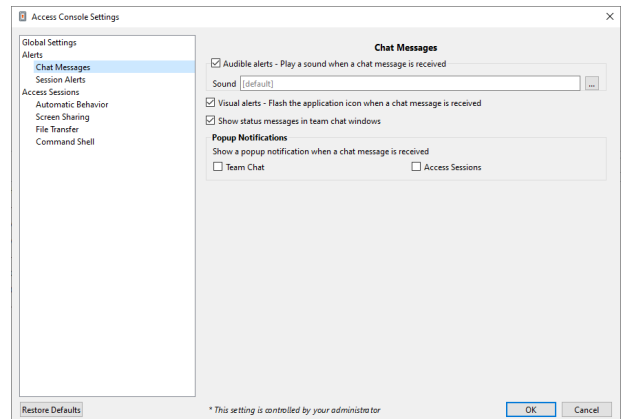 Access Console Settings
Global Settings
Alerts
Chat Messages
Session Alerts
Access Sessions
Automatic Behavior
Screen Sharing
File Transfer
Command Shell
Chat Messages
Audible alerts - Play a sound when a chat message is received
Sound [default] ...
Visual alerts - Flash the application icon when a chat message is received
Show status messages in team chat windows
Popup Notifications
Show a popup notification when a chat message is received
Team Chat Access Sessions
Restore Defaults * This setting is controlled by your administrator OK Cancel